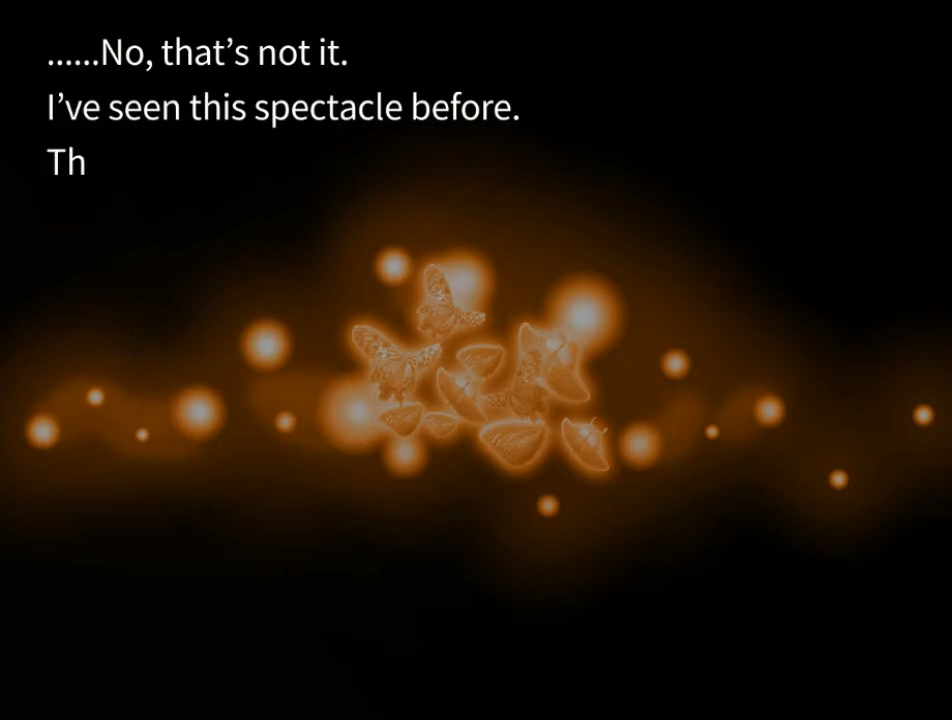 ......No, that’s not it.
I’ve seen this spectacle before.
Th